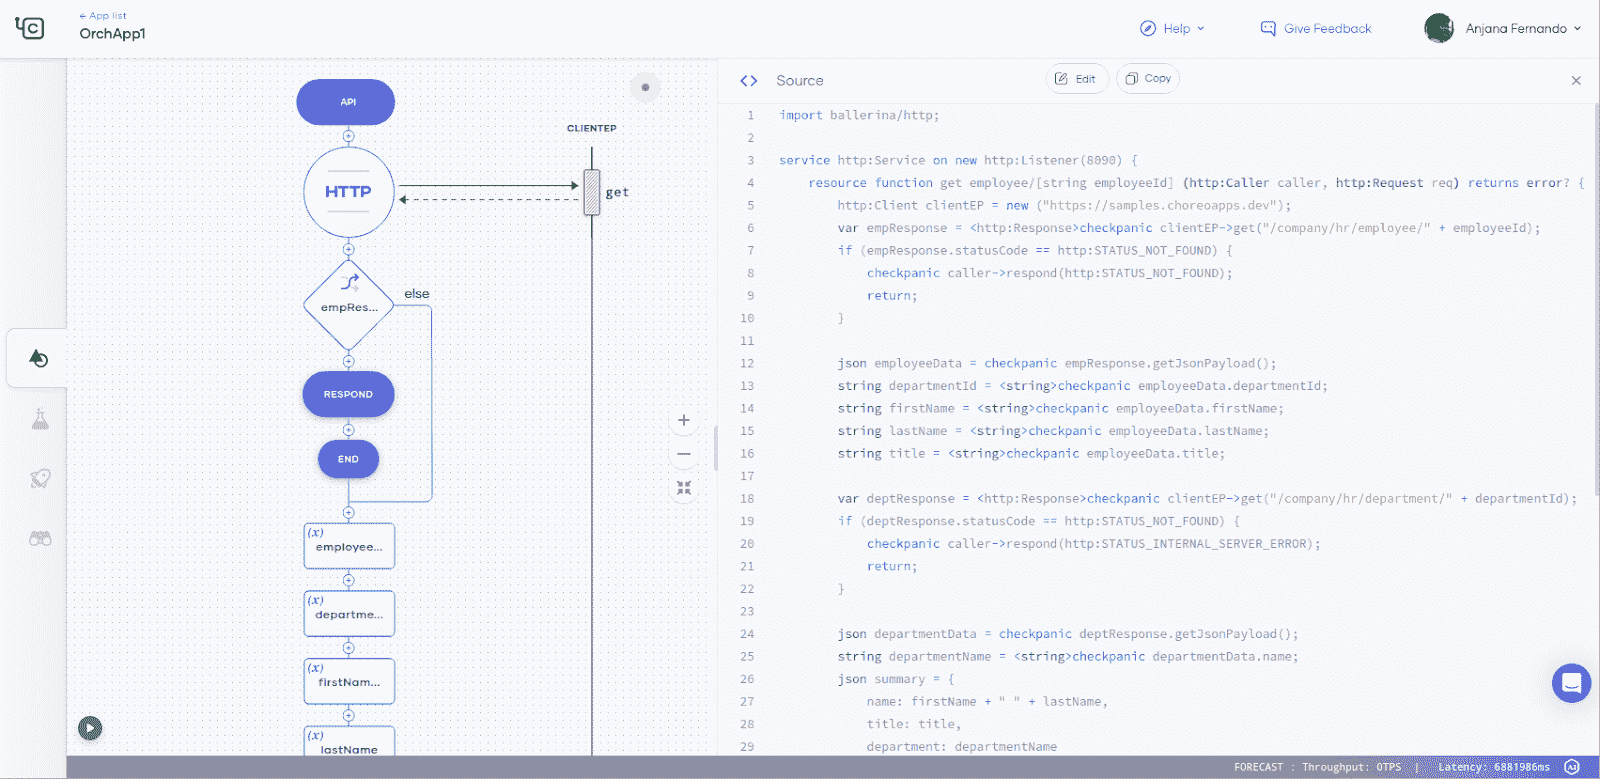 ← App list
OrchApp1
Help
Give Feedback
Anjana Fernando
API
HTTP
CLIENTEP
get
empRes...
else
RESPOND
END
(x)
employee...
(x)
departme...
(x)
firstNam...
(x)
lastName
Source
Edit
Copy
1 import ballerina/http;
2
3 service http:Service on new http:Listener(8090) {
4 resource function get employee/[string employeeId] (http:Caller caller, http:Request req) returns error? {
5 http:Client clientEP = new ("https://samples.choreoapps.dev");
6 var empResponse = <http:Response>checkpanic clientEP->get("/company/hr/employee/" + employeeId);
7 if (empResponse.statusCode == http:STATUS_NOT_FOUND) {
8 checkpanic caller->respond(http:STATUS_NOT_FOUND);
9 return;
10 }
11
12 json employeeData = checkpanic empResponse.getJsonPayload();
13 string departmentId = <string>checkpanic employeeData.departmentId;
14 string firstName = <string>checkpanic employeeData.firstName;
15 string lastName = <string>checkpanic employeeData.lastName;
16 string title = <string>checkpanic employeeData.title;
17
18 var deptResponse = <http:Response>checkpanic clientEP->get("/company/hr/department/" + departmentId);
19 if (deptResponse.statusCode == http:STATUS_NOT_FOUND) {
20 checkpanic caller->respond(http:STATUS_INTERNAL_SERVER_ERROR);
21 return;
22 }
23
24 json departmentData = checkpanic deptResponse.getJsonPayload();
25 string departmentName = <string>checkpanic departmentData.name;
26 json summary = {
27 name: firstName + " " + lastName,
28 title: title,
29 department: departmentName
FORECAST : Throughput: 0TPS | Latency: 6881986ms AI